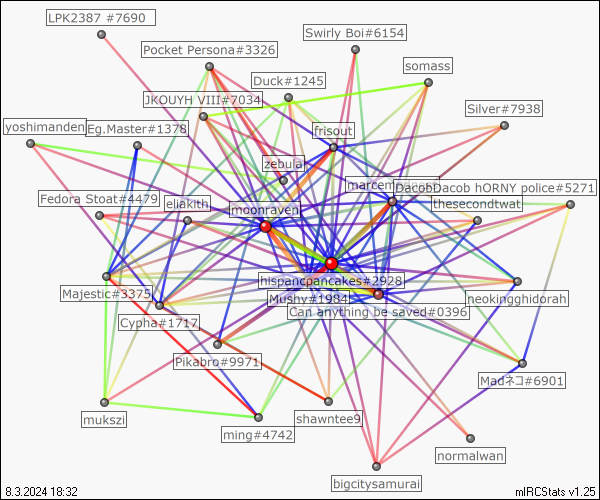 LPK2387 #7690
Swirly Boi#6154
Pocket Persona#3326
somass
Duck#1245
JKOUYH VIII#7034
Silver#7938
yoshimanden
Eg.Master#1378
frisout
zebula
marcem
DacobDacob hORNY police#5271
Fedora Stoat#4479
eliakith
moonraven
thesecondtwat
hispancpancakes#2928
Majestic#3375
Mushy#1984
neokingghidorah
Cypha#1717
Can anything be saved#0396
Pikabro#9971
Madネコ#6901
mukszi
shawntee9
ming#4742
normalwan
bigcitysamurai
8.3.2024 18:32
mIRCStats v1.25